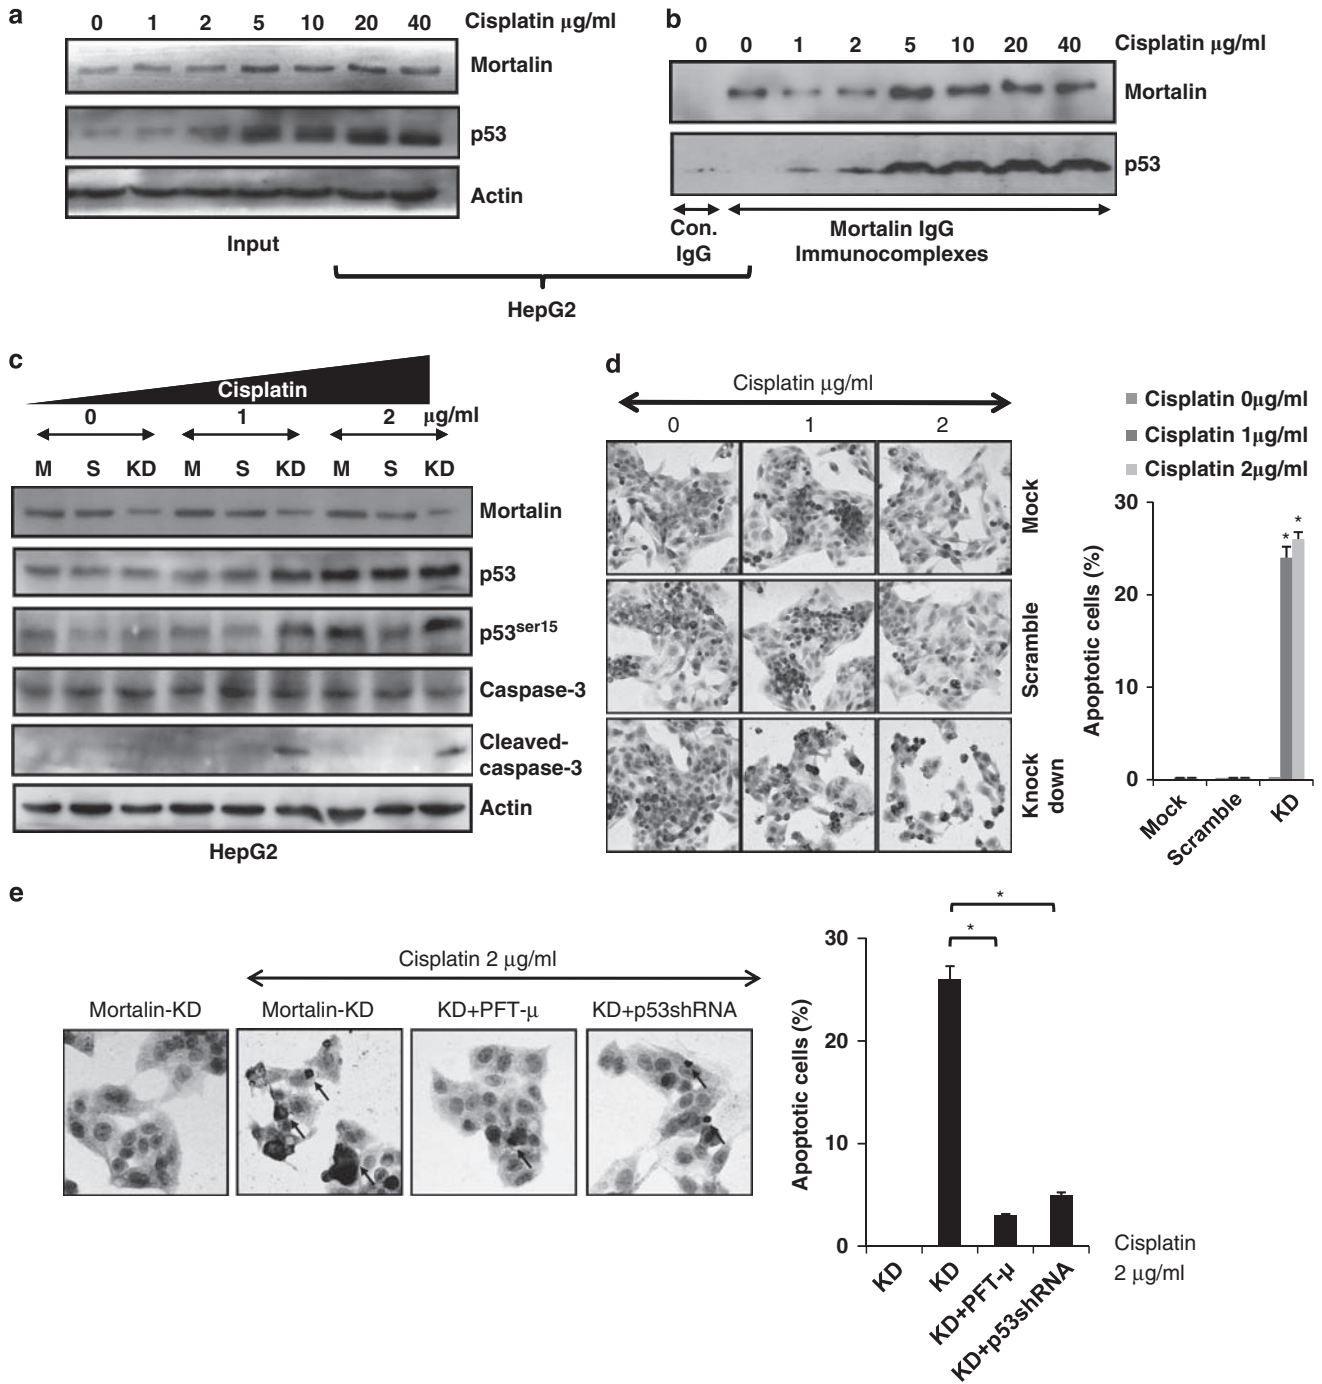 a
0 1 2 5 10 20 40 Cisplatin μg/ml
Mortalin
p53
Actin
Input
b
0 0 1 2 5 10 20 40 Cisplatin μg/ml
Mortalin
p53
Con.
IgG
Mortalin IgG
Immunocomplexes
HepG2
c
Cisplatin
0 1 2 μg/ml
M S KD M S KD M S KD
Mortalin
p53
p53ser15
Caspase-3
Cleaved-
caspase-3
Actin
HepG2
d
Cisplatin μg/ml
0 1 2
Mock
Scramble
Knock
down
Cisplatin 0μg/ml
Cisplatin 1μg/ml
Cisplatin 2μg/ml
Apoptotic cells (%)
30
20
10
0
* *
Mock
Scramble
KD
e
Cisplatin 2 μg/ml
Mortalin-KD Mortalin-KD KD+PFT-μ KD+p53shRNA
Apoptotic cells (%)
30
20
10
0
*
*
KD
KD
KD+PFT-μ
KD+p53shRNA
Cisplatin
2 μg/ml